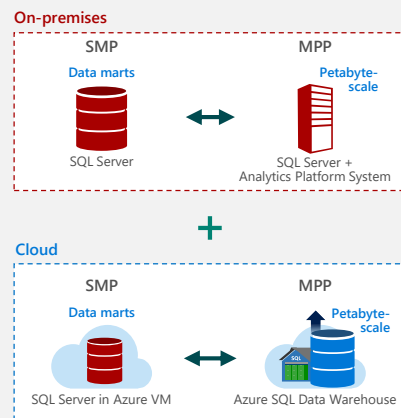 On-premises
SMP
MPP
Data marts
Petabyte-
scale
SQL Server
SQL Server +
Analytics Platform System
+
Cloud
SMP
MPP
Data marts
Petabyte-
scale
SQL
SQL Server in Azure VM
Azure SQL Data Warehouse